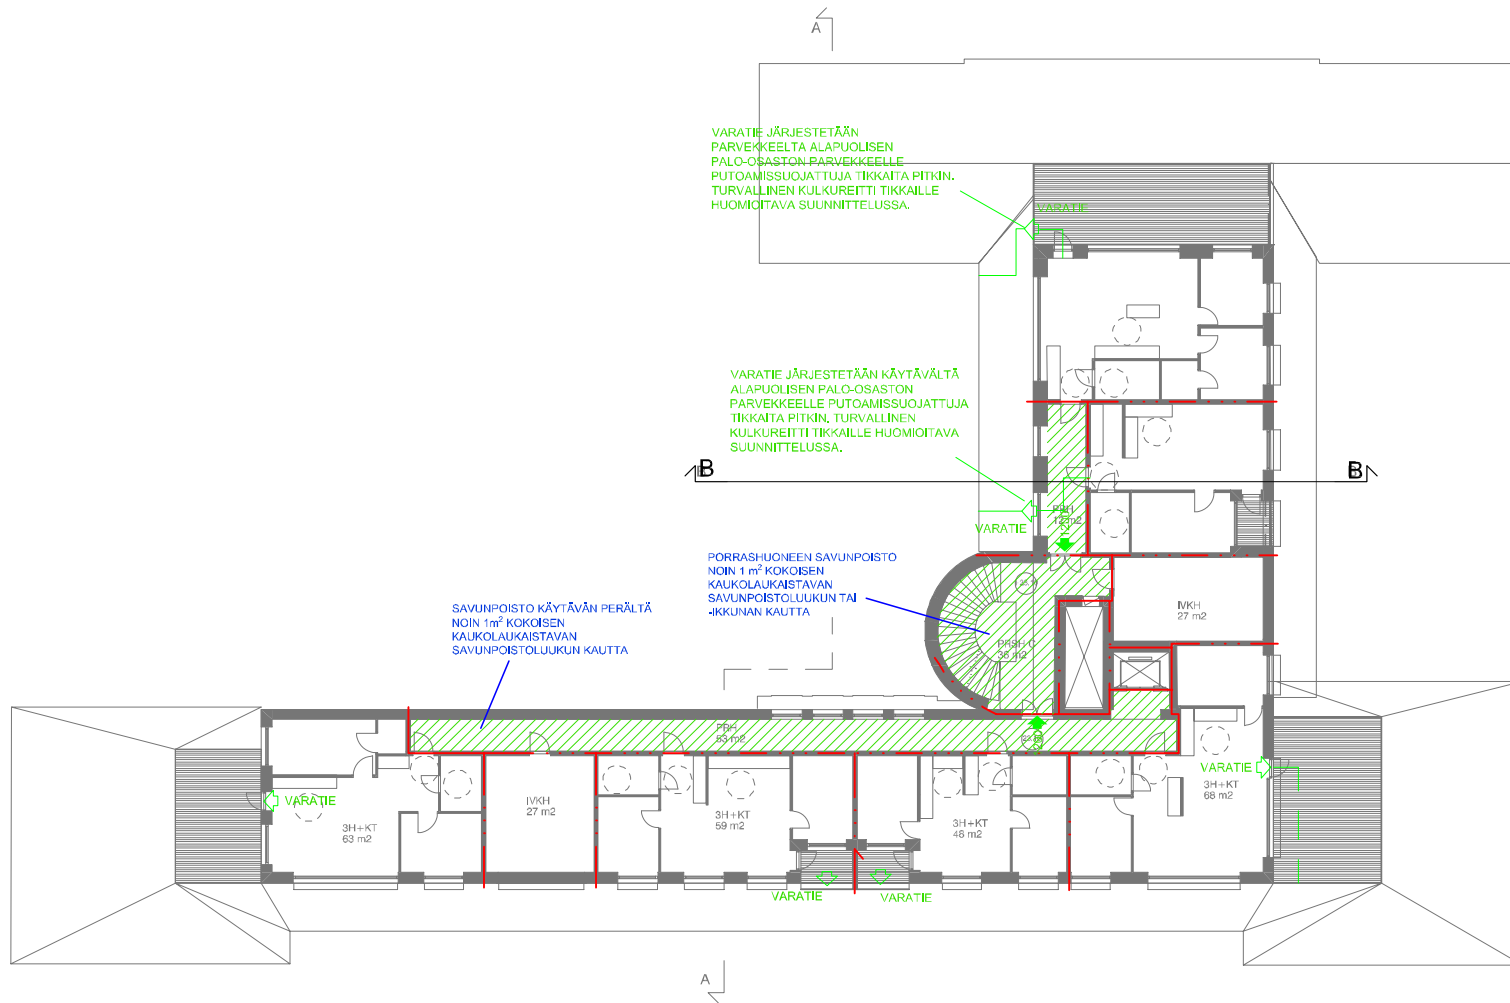 A
VARATIE JÄRJESTETÄÄN
PARVEKKEELTA ALAPUOLISEN
PALO-OSASTON PARVEKKEELLE
PUTOAMISSUOJATTUJA TIKKAITA PITKIN.
TURVALLINEN KULKUREITTI TIKKAILLE
HUOMIOITAVA SUUNNITTELUSSA.
VARATIE
VARATIE JÄRJESTETÄÄN KÄYTÄVÄLTÄ
ALAPUOLISEN PALO-OSASTON
PARVEKKEELLE PUTOAMISSUOJATTUJA
TIKKAITA PITKIN. TURVALLINEN
KULKUREITTI TIKKAILLE HUOMIOITAVA
SUUNNITTELUSSA.
B
B
PRH
12 m2
VARATIE
PORRASHUONEEN SAVUNPOISTO
NOIN 1 m² KOKOISEN
KAUKOLAUKAISTAVAN
SAVUNPOISTOLUUKUN TAI
-IKKUNAN KAUTTA
SAVUNPOISTO KÄYTÄVÄN PERÄLTÄ
NOIN 1m² KOKOISEN
KAUKOLAUKAISTAVAN
SAVUNPOISTOLUUKUN KAUTTA
IVKH
27 m2
PRSH C
38 m2
PRH
53 m2
VARATIE
3H+KT
68 m2
VARATIE
3H+KT
63 m2
IVKH
27 m2
3H+KT
59 m2
3H+KT
48 m2
VARATIE
VARATIE
A